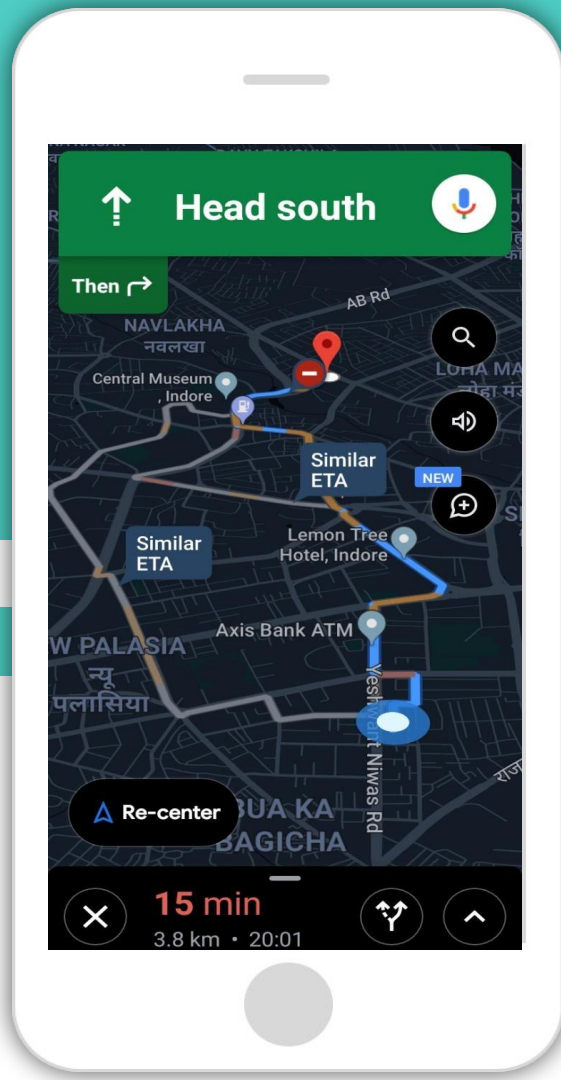 Head south
Then
AB Rd
NAVLAKHA
नवलखा
Central Museum
, Indore
LOHA MA
Similar
ETA
NEW
Similar
ETA
Lemon Tree
Hotel, Indore
Axis Bank ATM
W PALASIA
न्यू
पलासिया
Yeshwant Niwas Rd
Re-center
BUA KA
BAGICHA
15 min
3.8 km • 20:01